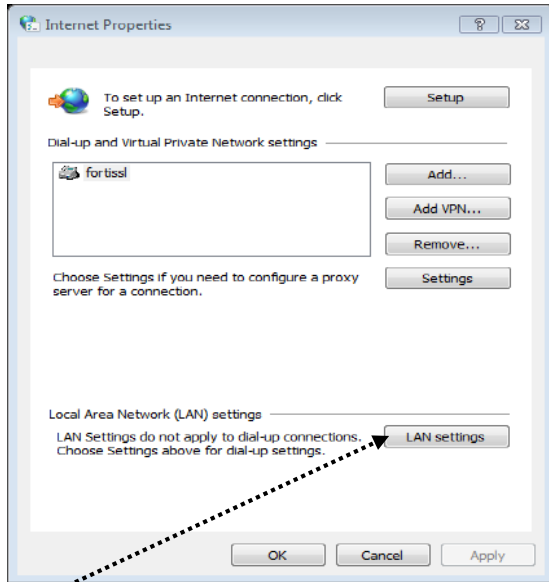 Internet Properties
To set up an Internet connection, click
Setup.
Setup
Dial-up and Virtual Private Network settings
fortissl
Add...
Add VPN...
Remove...
Choose Settings if you need to configure a proxy
server for a connection.
Settings
Local Area Network (LAN) settings
LAN Settings do not apply to dial-up connections.
Choose Settings above for dial-up settings.
LAN settings
OK
Cancel
Apply